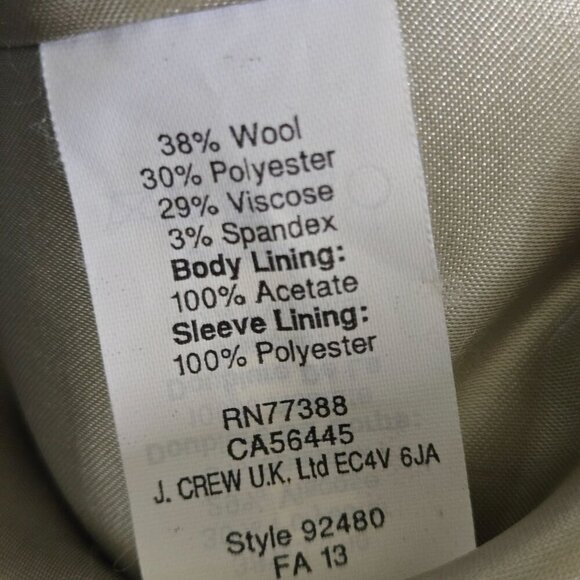 38% Wool
30% Polyester
29% Viscose
3% Spandex
Body Lining:
100% Acetate
Sleeve Lining:
100% Polyester
RN77388
CA56445
J. CREW U.K. Ltd EC4V 6JA
Style 92480
FA 13